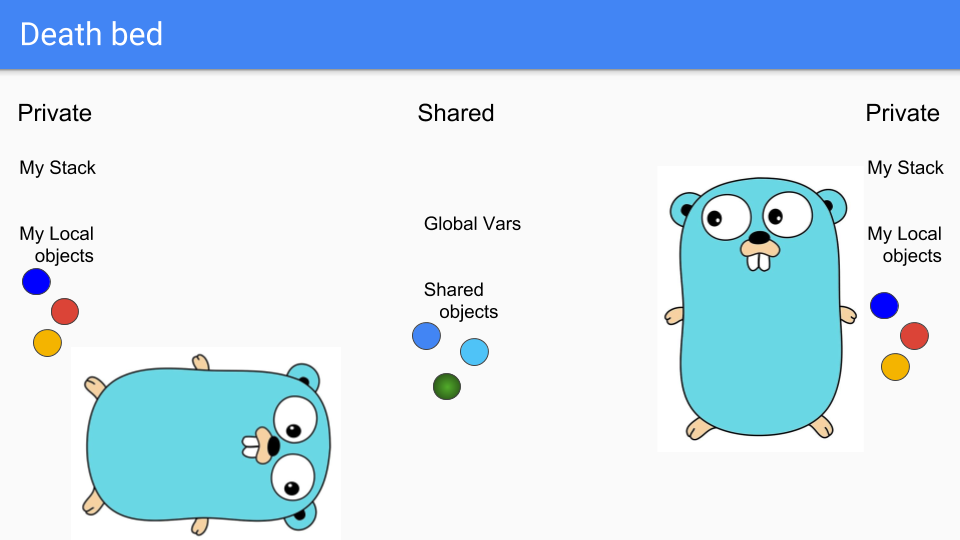 Death bed
Private
My Stack
My Local
objects
Shared
Global Vars
Shared
objects
Private
My Stack
My Local
objects